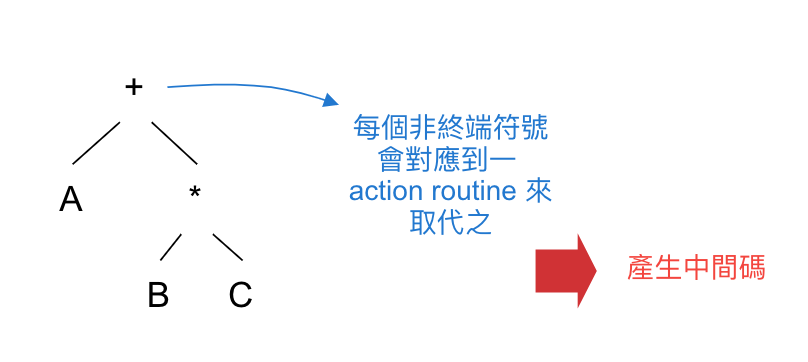 +
每個非終端符號
會對應到一
action routine 來
取代之
A
*
產生中間碼
B
C